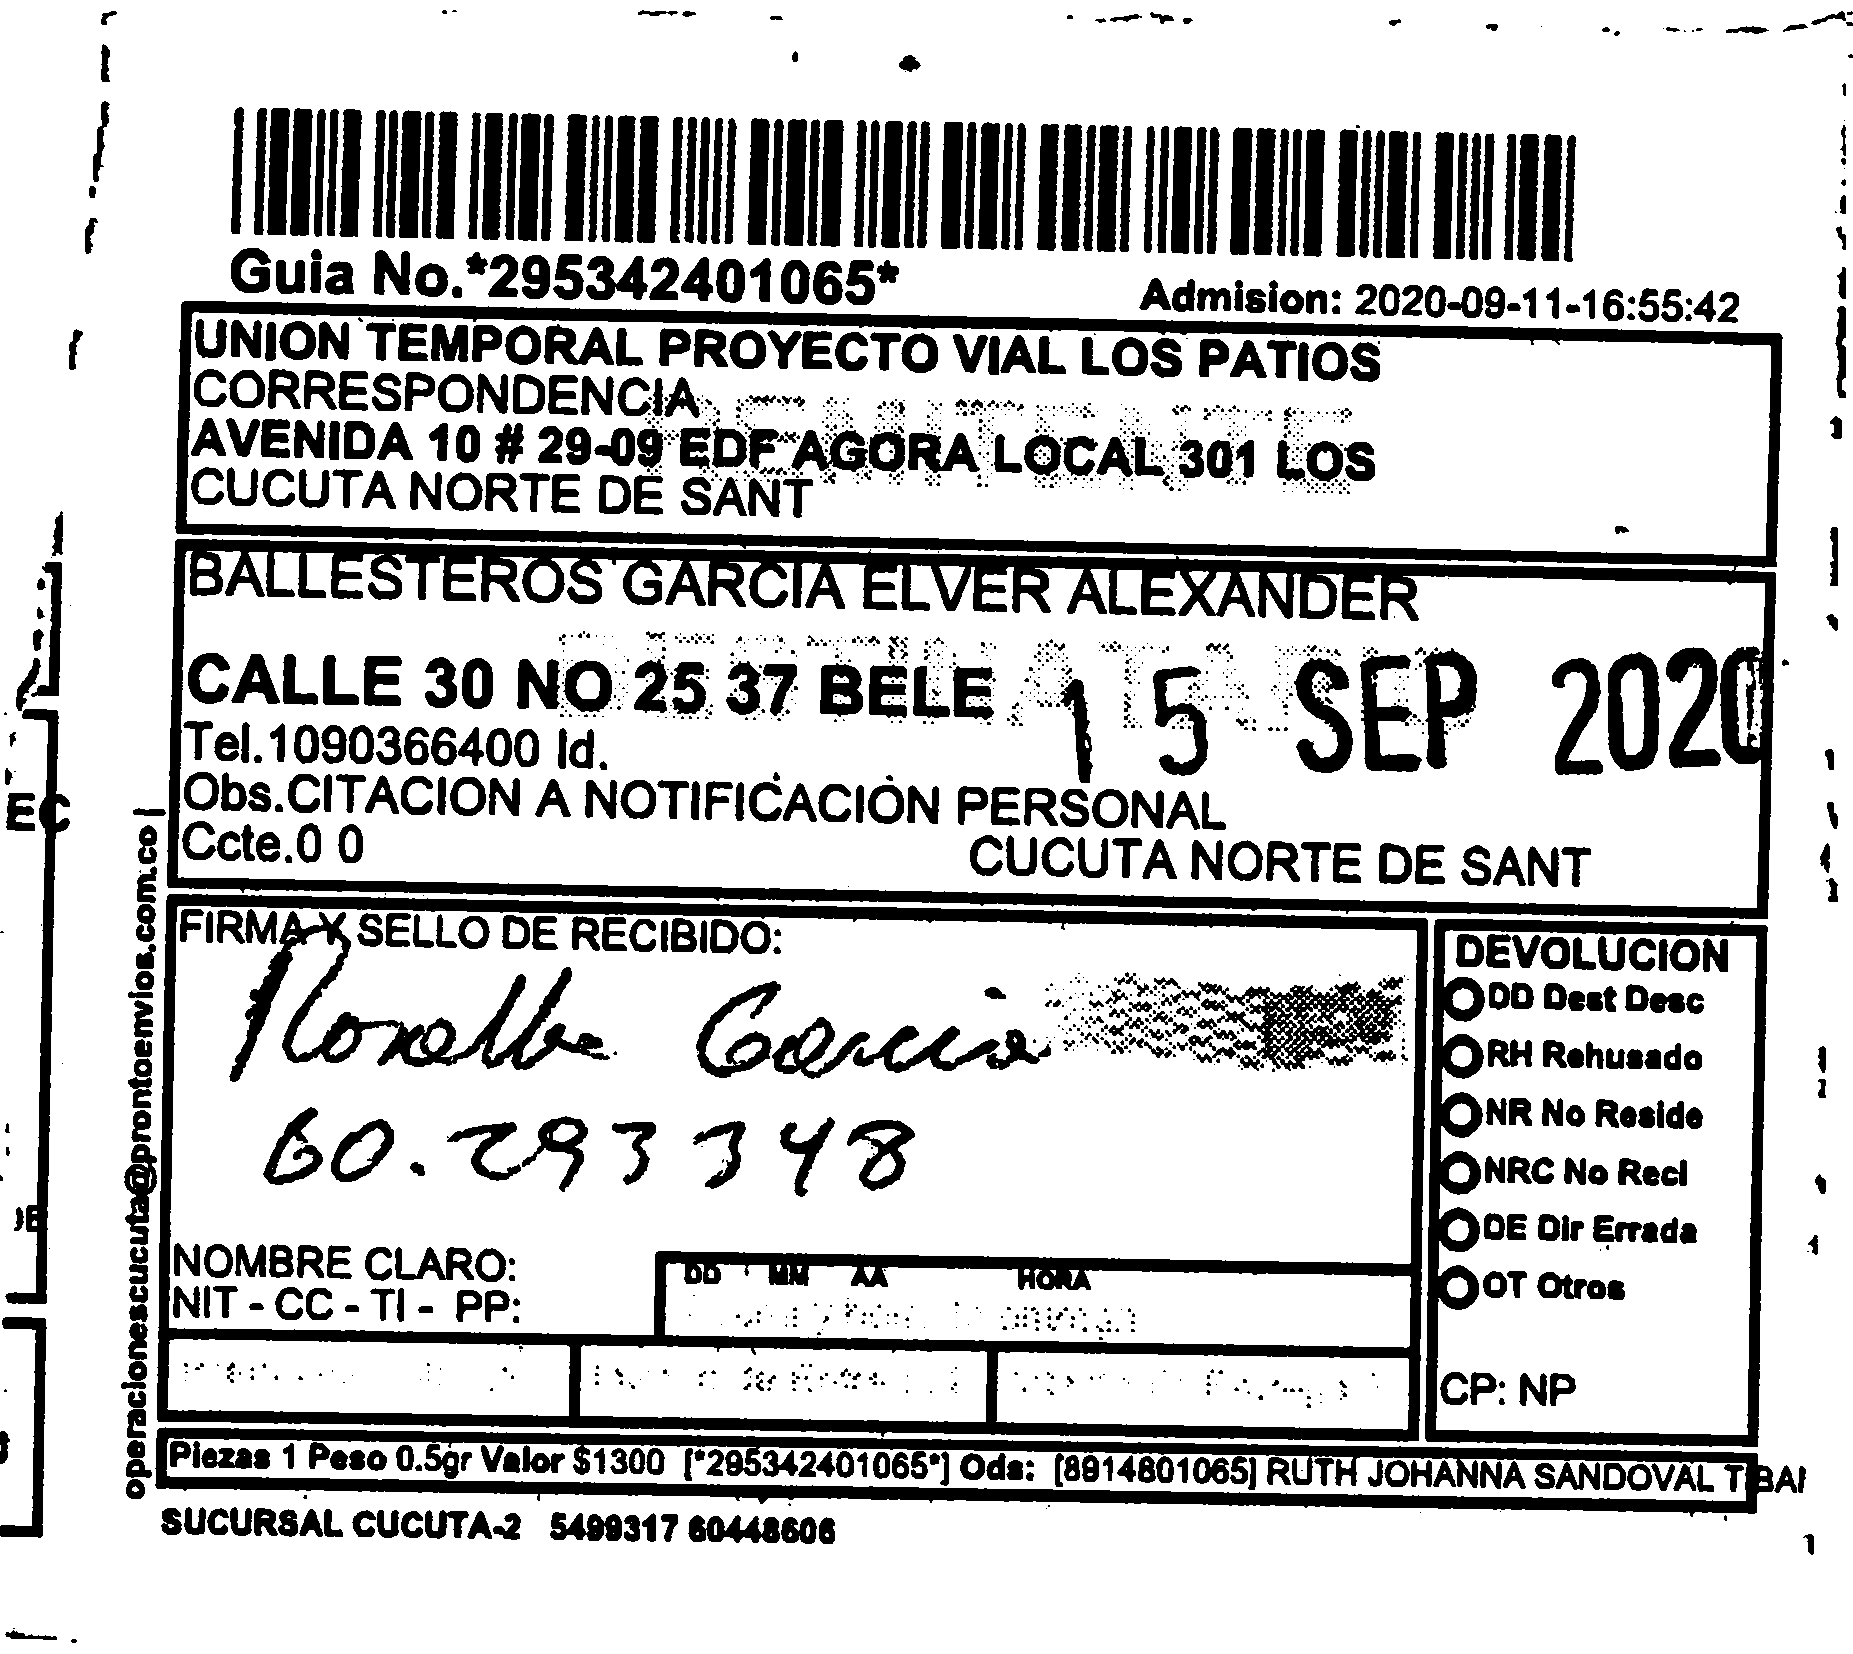 Guia No.*295342401065*
Admision: 2020-09-11-16:55:42
UNION TEMPORAL PROYECTO VIAL LOS PATIOS
CORRESPONDENCIA
REMITENTE
AVENIDA 10 # 29-09 EDF AGORA LOCAL 301 LOS
CUCUTA NORTE DE SANT
BALLESTEROS GARCIA ELVER ALEXANDER
DESTINATARIO
CALLE 30 NO 25 37 BELE
15 SEP 2020
Tel.1090366400 Id.
Obs.CITACION A NOTIFICACION PERSONAL
Ccte.0 0
CUCUTA NORTE DE SANT
operacionescucuta@prontoenvios.com.co |
FIRMA Y SELLO DE RECIBIDO:
Garcia
60.293348
NOMBRE CLARO:
NIT - CC - TI - PP:
DD MM AA HORA
DEVOLUCION
DD Dest Desc
RH Rehusado
NR No Reside
NRC No Recl
DE Dir Errada
OT Otros
CP: NP
Piezas 1 Peso 0.5gr Valor $1300 [*295342401065*] Ods: [8914801065] RUTH JOHANNA SANDOVAL TIBAI
SUCURSAL CUCUTA-2 5499317 60448606
EC